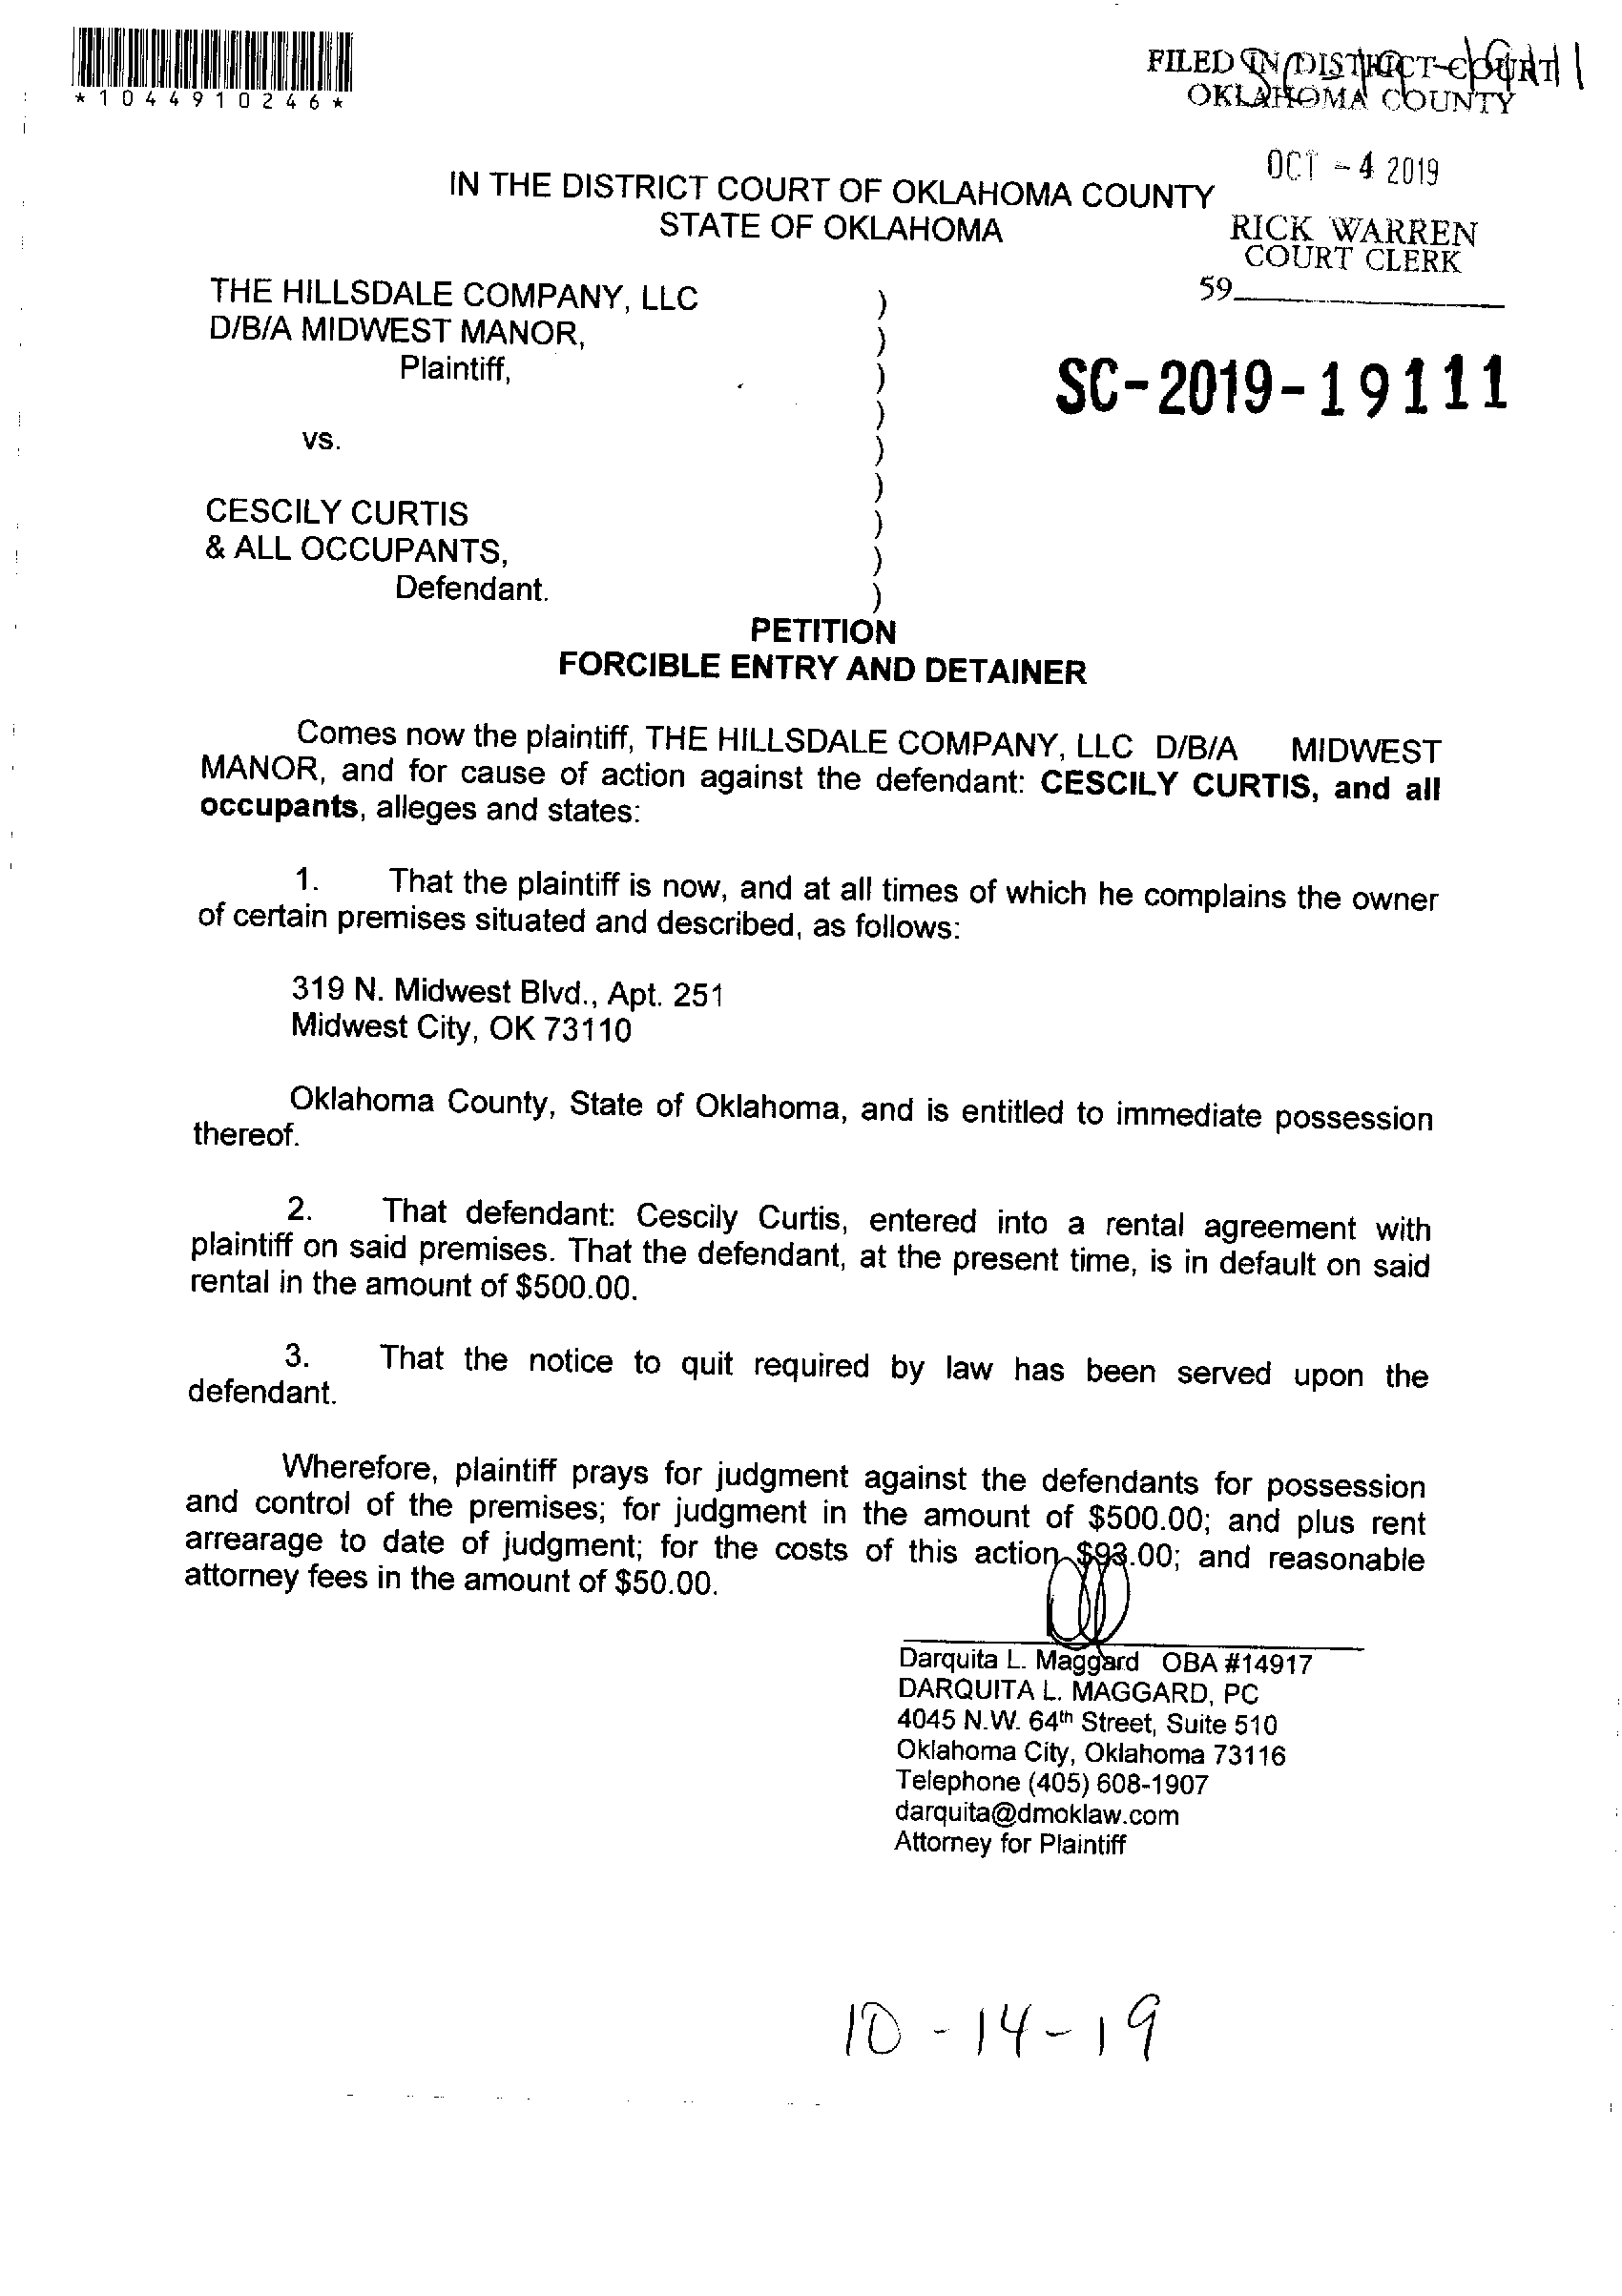 *1044910246*
FILED IN DISTRICT COURT
OKLAHOMA COUNTY
OCT - 4 2019
RICK WARREN
COURT CLERK
59
IN THE DISTRICT COURT OF OKLAHOMA COUNTY
STATE OF OKLAHOMA
THE HILLSDALE COMPANY, LLC )
D/B/A MIDWEST MANOR, )
Plaintiff, )
)
vs. )
)
CESCILY CURTIS )
& ALL OCCUPANTS, )
Defendant. )
SC-2019-19111
PETITION
FORCIBLE ENTRY AND DETAINER
Comes now the plaintiff, THE HILLSDALE COMPANY, LLC D/B/A MIDWEST
MANOR, and for cause of action against the defendant: CESCILY CURTIS, and all
occupants, alleges and states:
1. That the plaintiff is now, and at all times of which he complains the owner
of certain premises situated and described, as follows:
319 N. Midwest Blvd., Apt. 251
Midwest City, OK 73110
Oklahoma County, State of Oklahoma, and is entitled to immediate possession
thereof.
2. That defendant: Cescily Curtis, entered into a rental agreement with
plaintiff on said premises. That the defendant, at the present time, is in default on said
rental in the amount of $500.00.
3. That the notice to quit required by law has been served upon the
defendant.
Wherefore, plaintiff prays for judgment against the defendants for possession
and control of the premises; for judgment in the amount of $500.00; and plus rent
arrearage to date of judgment; for the costs of this action $93.00; and reasonable
attorney fees in the amount of $50.00.
Darquita L. Maggard OBA #14917
DARQUITA L. MAGGARD, PC
4045 N.W. 64th Street, Suite 510
Oklahoma City, Oklahoma 73116
Telephone (405) 608-1907
darquita@dmoklaw.com
Attorney for Plaintiff
10-14-19